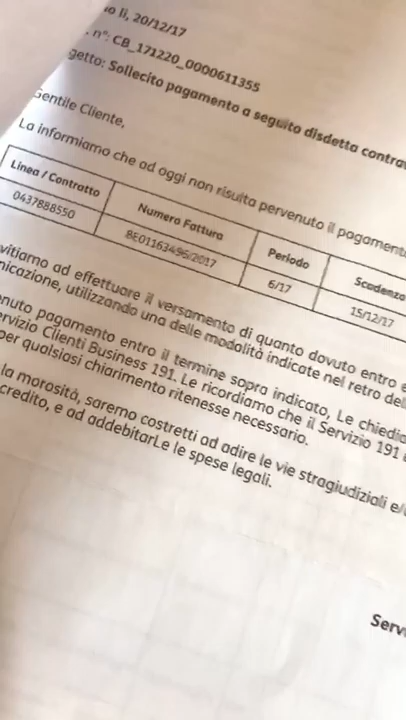 lì, 20/12/17
n°: CB_171220_0000611355
getto: Sollecito pagamento a seguito disdetta contra
Gentile Cliente,
La informiamo che ad oggi non risulta pervenuto il pagament
Linea / Contratto Numero Fattura Periodo Scadenza
0437888550 8E01163496/2017 6/17 15/12/17
vitiamo ad effettuare il versamento di quanto dovuto entro
nicazione, utilizzando una delle modalità indicate nel retro del
nuto pagamento entro il termine sopra indicato, Le chiedia
ervizio Clienti Business 191. Le ricordiamo che il Servizio 191
per qualsiasi chiarimento ritenesse necessario.
la morosità, saremo costretti ad adire le vie stragiudiziali e/
credito, e ad addebitarLe le spese legali.
Serv